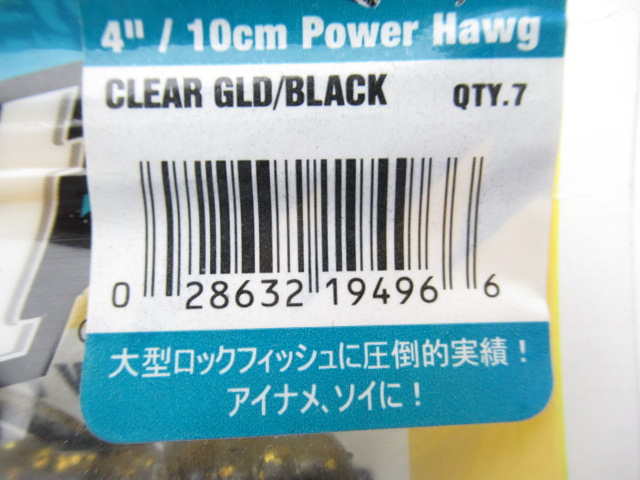 4" / 10cm Power Hawg
CLEAR GLD/BLACK QTY.7
0 28632 19496 6
大型ロックフィッシュに圧倒的実績！
アイナメ、ソイに！